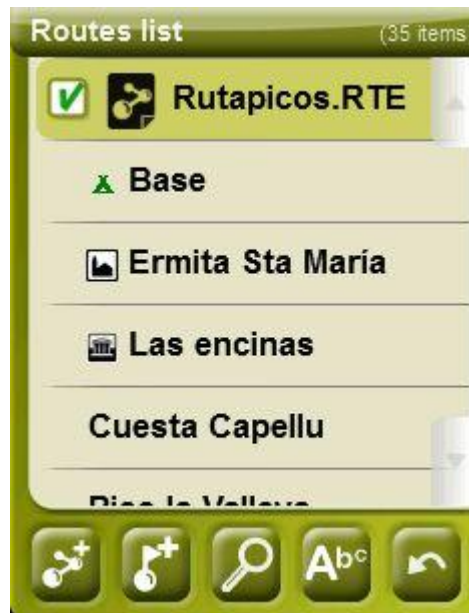 Routes list (35 items
Rutapicos.RTE
Base
Ermita Sta María
Las encinas
Cuesta Capellu
Abc